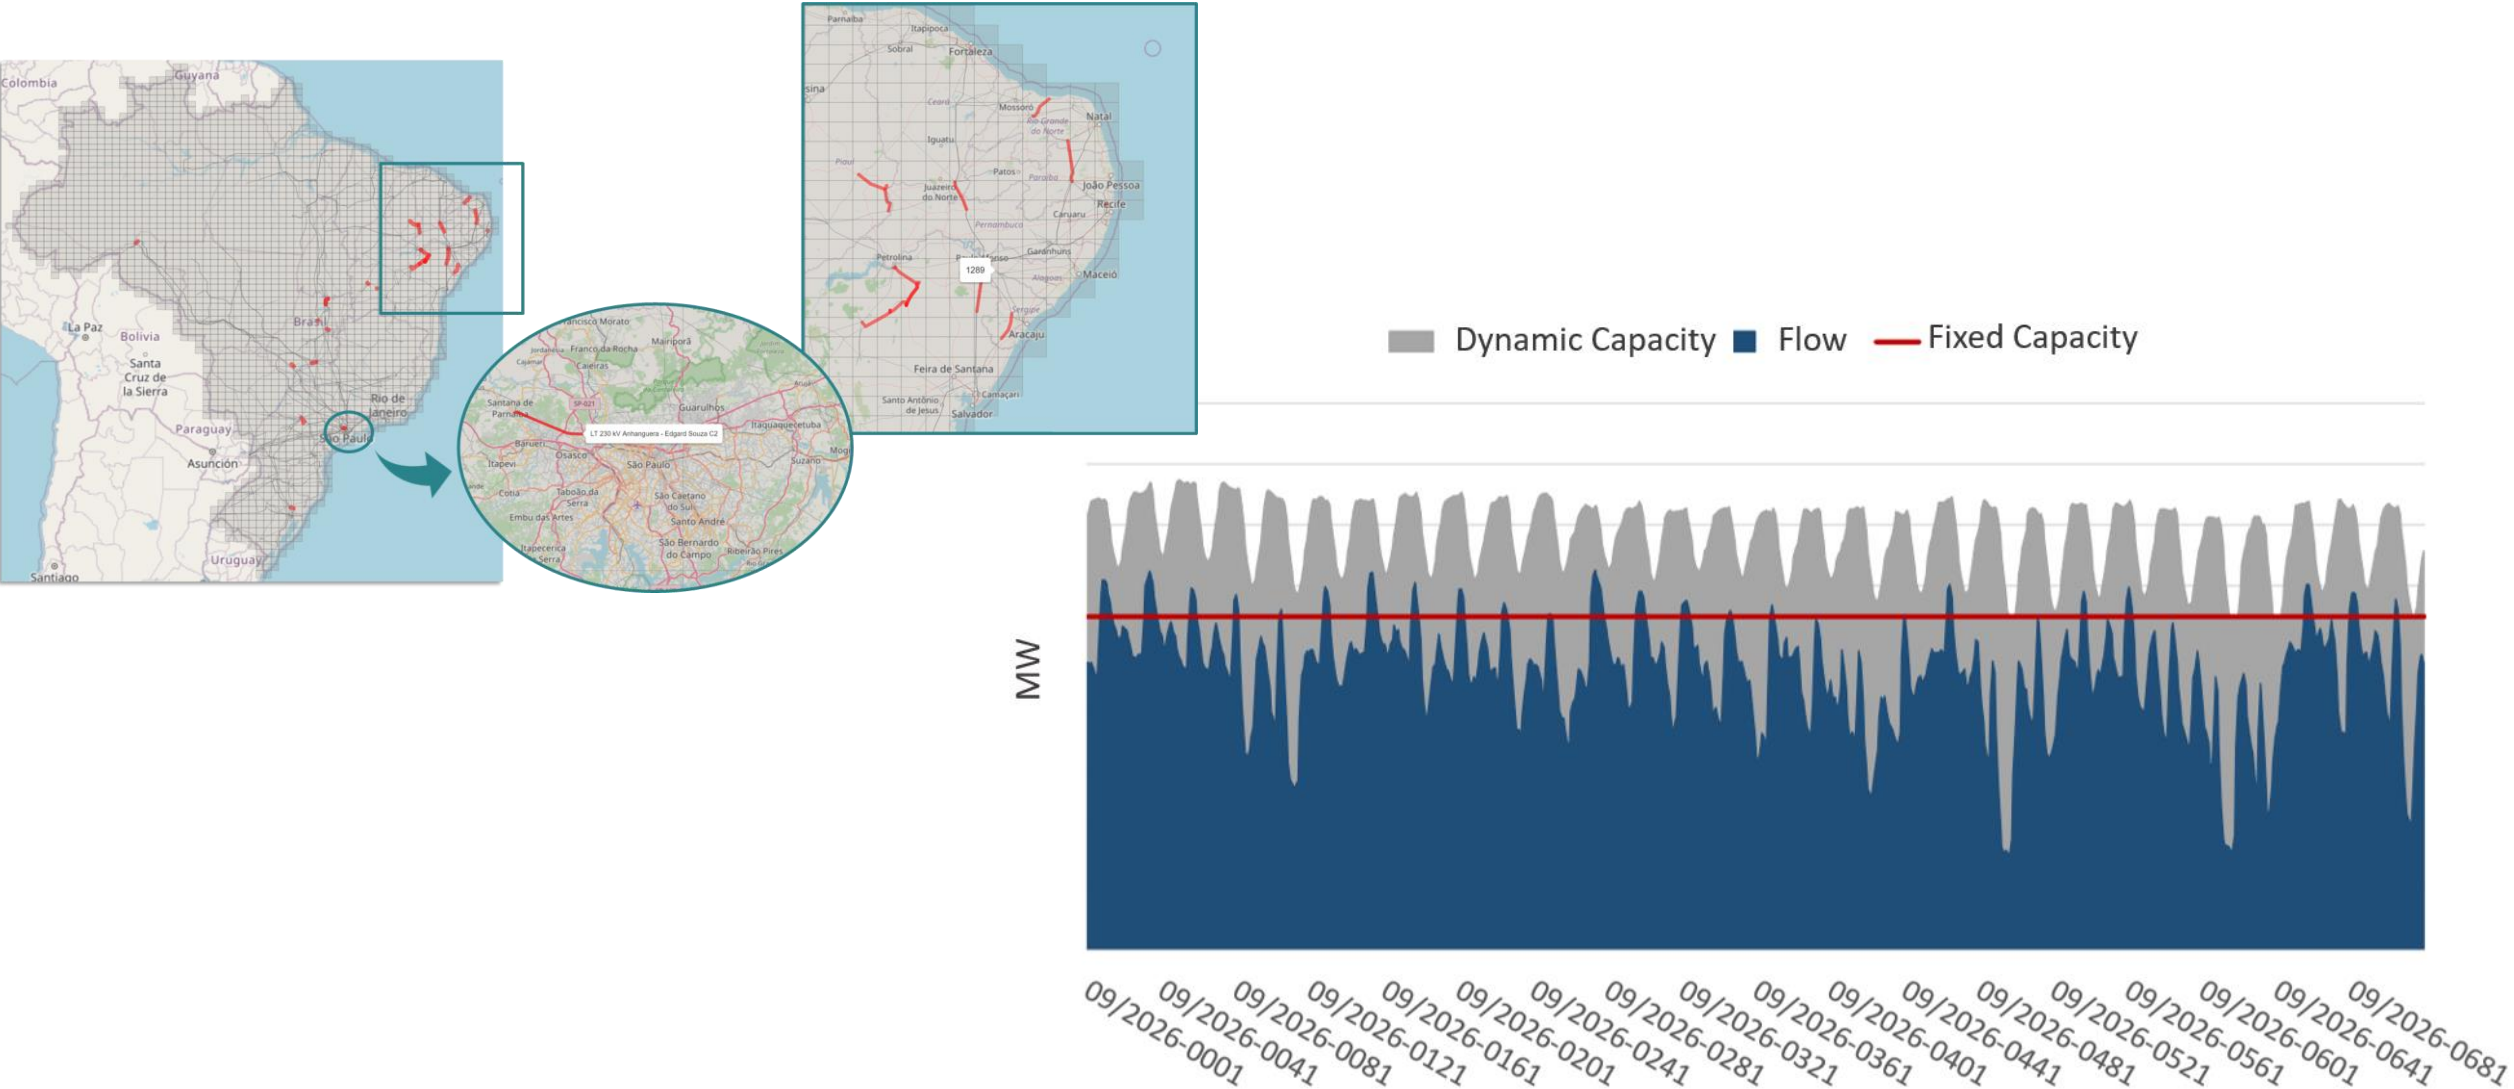 Colombia
Guyana
La Paz
Bolivia
Santa
Cruz de
la Sierra
Brasil
Rio de
Janeiro
São Paulo
Paraguay
Asunción
Uruguay
Santiago
Francisco Morato
Mairiporã
Franco da Rocha
Cajamar
Caieiras
Arujá
Santana de
Parnaíba
SP-021
Guarulhos
LT 230 kV Anhanguera - Edgard Souza C2
Itaquaquecetuba
Barueri
Osasco
Itapevi
São Paulo
Suzano
Mogi
Cotia
Taboão da
Serra
São Caetano
do Sul
Embu das Artes
Santo André
Itapecerica
Serra
São Bernardo
do Campo
Ribeirão Pires
Parnaíba
Itapipoca
Sobral
Fortaleza
sina
Ceará
Mossoró
Rio Grande
do Norte
Natal
Iguatu
Piauí
Patos
Paraíba
Juazeiro
do Norte
João Pessoa
Recife
Caruaru
Pernambuco
Petrolina
Garanhuns
1289
Alagoas
Maceió
Sergipe
Aracaju
Feira de Santana
Santo Antônio
de Jesus
Camaçari
Salvador
Dynamic Capacity
Flow
Fixed Capacity
MW
09/2026-0001
09/2026-0041
09/2026-0081
09/2026-0121
09/2026-0161
09/2026-0201
09/2026-0241
09/2026-0281
09/2026-0321
09/2026-0361
09/2026-0401
09/2026-0441
09/2026-0481
09/2026-0521
09/2026-0561
09/2026-0601
09/2026-0641
09/2026-0681